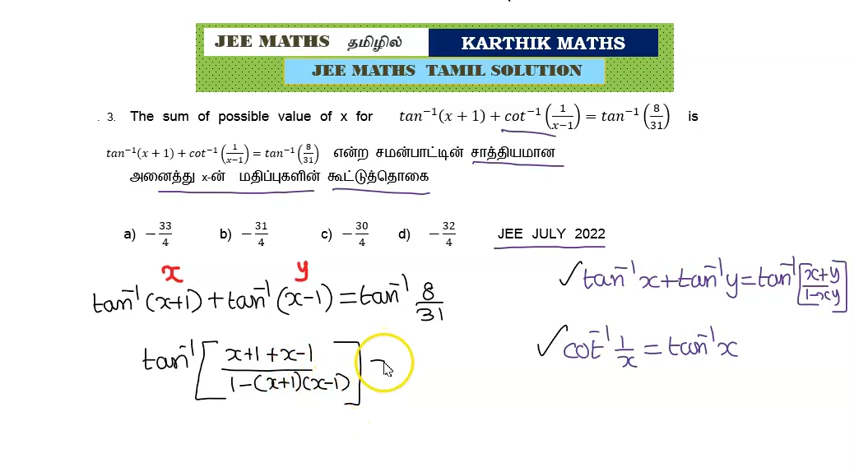 JEE MATHS தமிழில் KARTHIK MATHS
JEE MATHS TAMIL SOLUTION
. 3. The sum of possible value of x for tan⁻¹(x + 1) + cot⁻¹(1/(x−1)) = tan⁻¹(8/31) is
tan⁻¹(x + 1) + cot⁻¹(1/(x−1)) = tan⁻¹(8/31) என்ற சமன்பாட்டின் சாத்தியமான
அனைத்து x-ன் மதிப்புகளின் கூட்டுத்தொகை
a) −33/4 b) −31/4 c) −30/4 d) −32/4 JEE JULY 2022
x y
tan⁻¹(x+1) + tan⁻¹(x−1) = tan⁻¹ 8/31
✓tan⁻¹x + tan⁻¹y = tan⁻¹[(x+y)/(1−xy)]
tan⁻¹[(x+1+x−1)/(1−(x+1)(x−1))] =
✓cot⁻¹ 1/x = tan⁻¹x